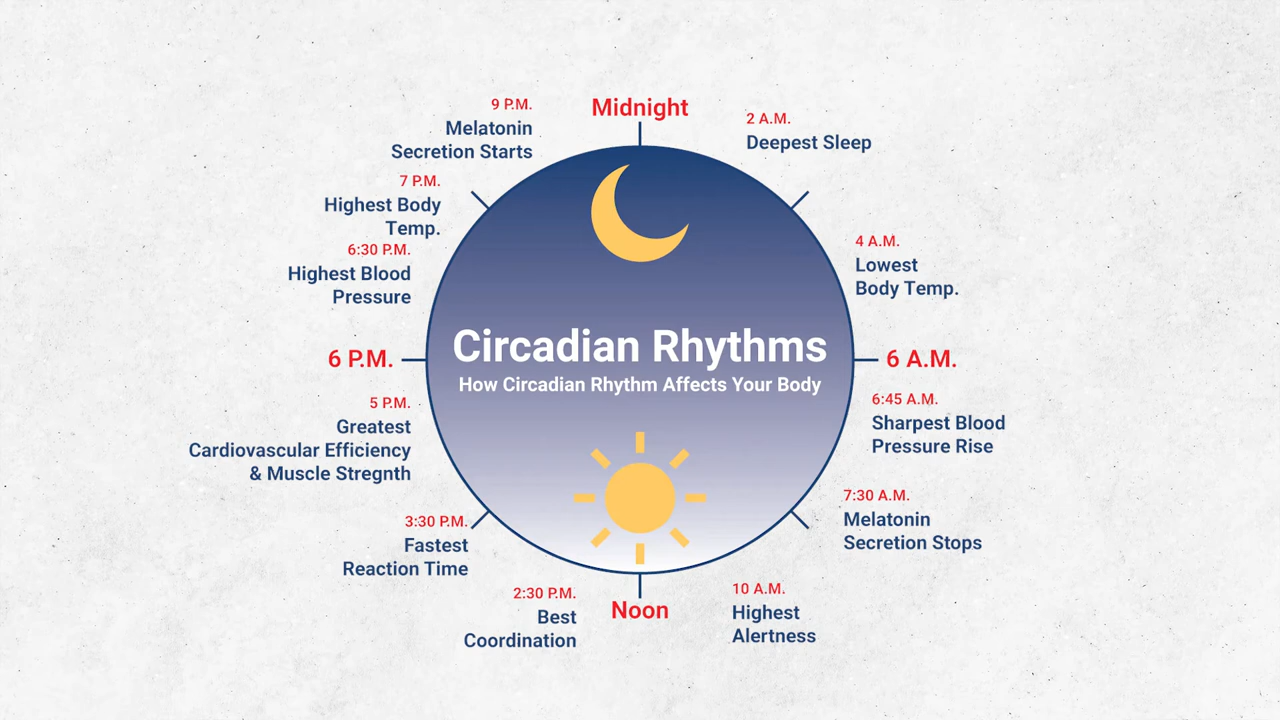 Midnight
2 A.M.
Deepest Sleep
4 A.M.
Lowest
Body Temp.
6 A.M.
6:45 A.M.
Sharpest Blood
Pressure Rise
7:30 A.M.
Melatonin
Secretion Stops
10 A.M.
Highest
Alertness
Noon
2:30 P.M.
Best
Coordination
3:30 P.M.
Fastest
Reaction Time
5 P.M.
Greatest
Cardiovascular Efficiency
& Muscle Stregnth
6 P.M.
6:30 P.M.
Highest Blood
Pressure
7 P.M.
Highest Body
Temp.
9 P.M.
Melatonin
Secretion Starts
Circadian Rhythms
How Circadian Rhythm Affects Your Body